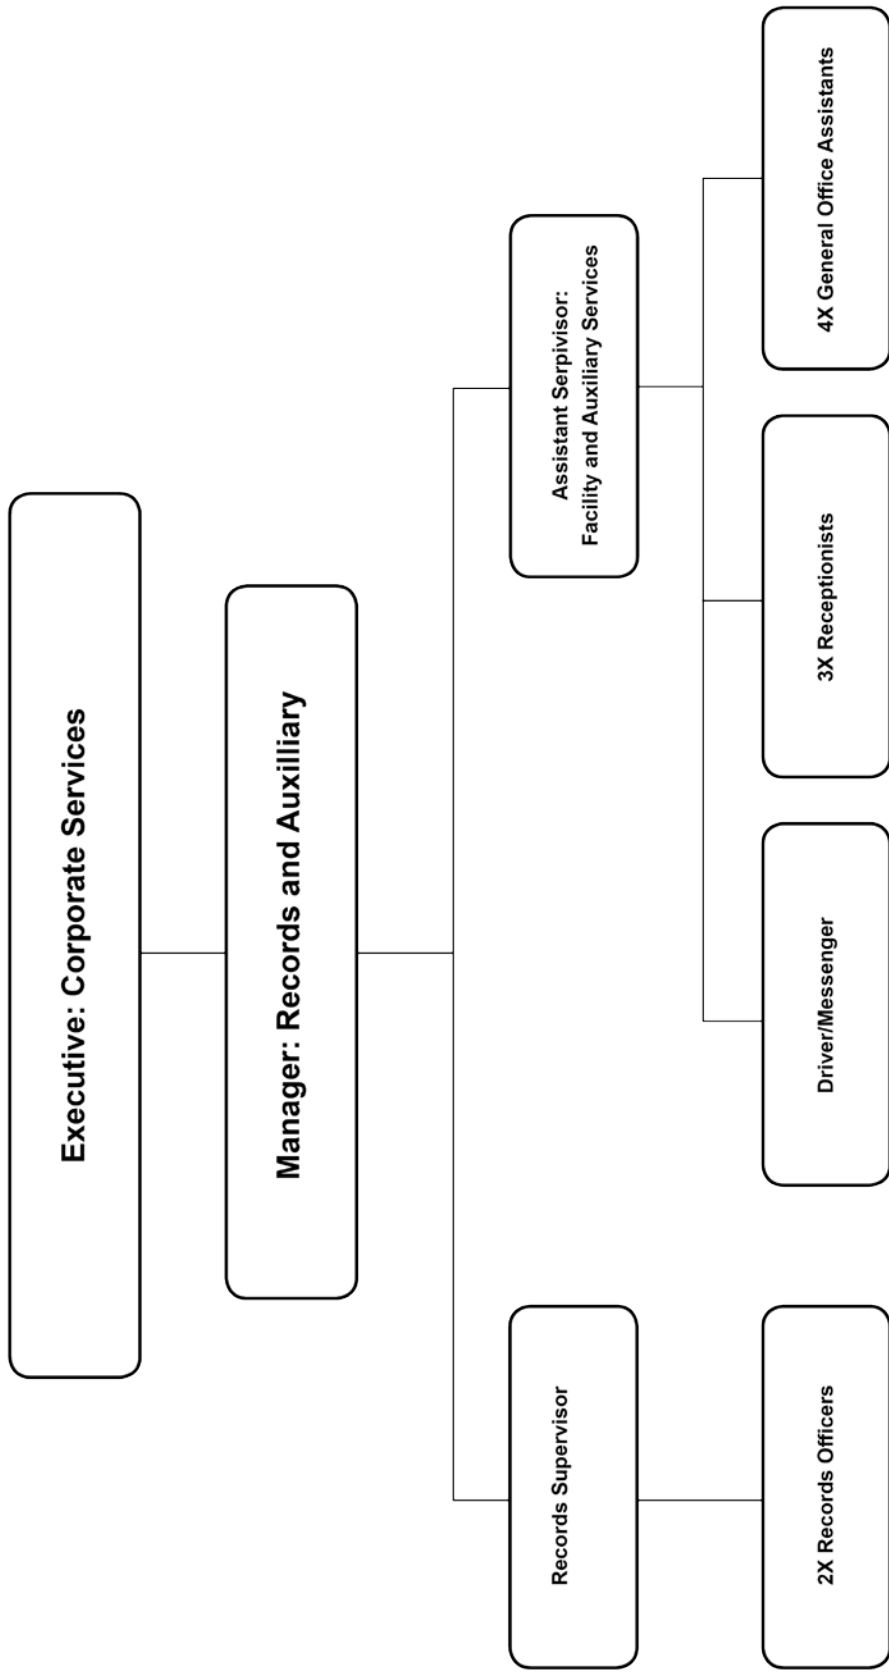 Executive: Corporate Services
Manager: Records and Auxilliary
Records Supervisor
Assistant Serpivisor:
Facility and Auxiliary Services
2X Records Officers
Driver/Messenger
3X Receptionists
4X General Office Assistants